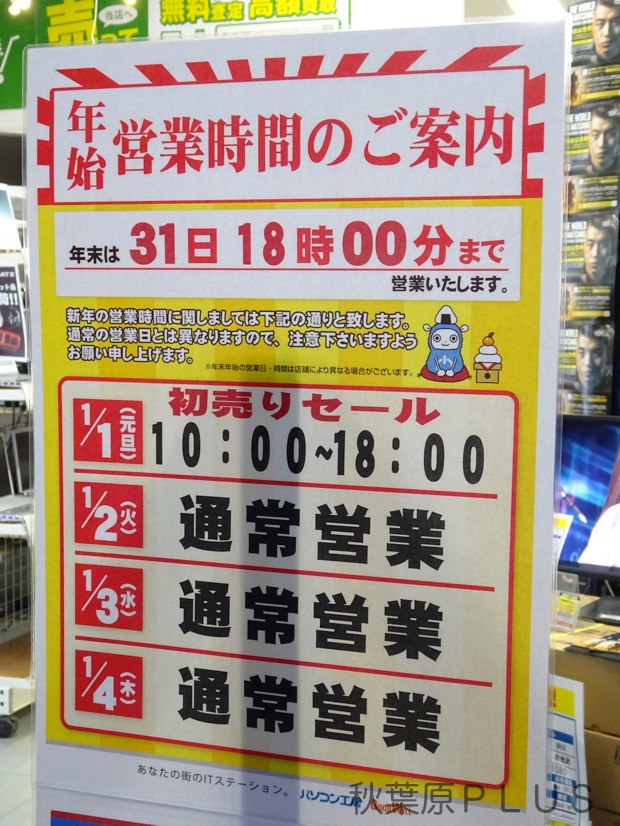 売って
当店へ
無料査定 高額買取
年始 営業時間のご案内
年末は 31日 18時00分まで
営業いたします。
新年の営業時間に関しましては下記の通りと致します。
通常の営業日とは異なりますので、注意下さいますよう
お願い申し上げます。
※年末年始の営業日・時間は店舗により異なる場合がございます。
初売りセール
1/1(元旦) 10:00~18:00
1/2(火) 通常営業
1/3(水) 通常営業
1/4(木) 通常営業
あなたの街のITステーション。 パソコン工房
秋葉原PLUS